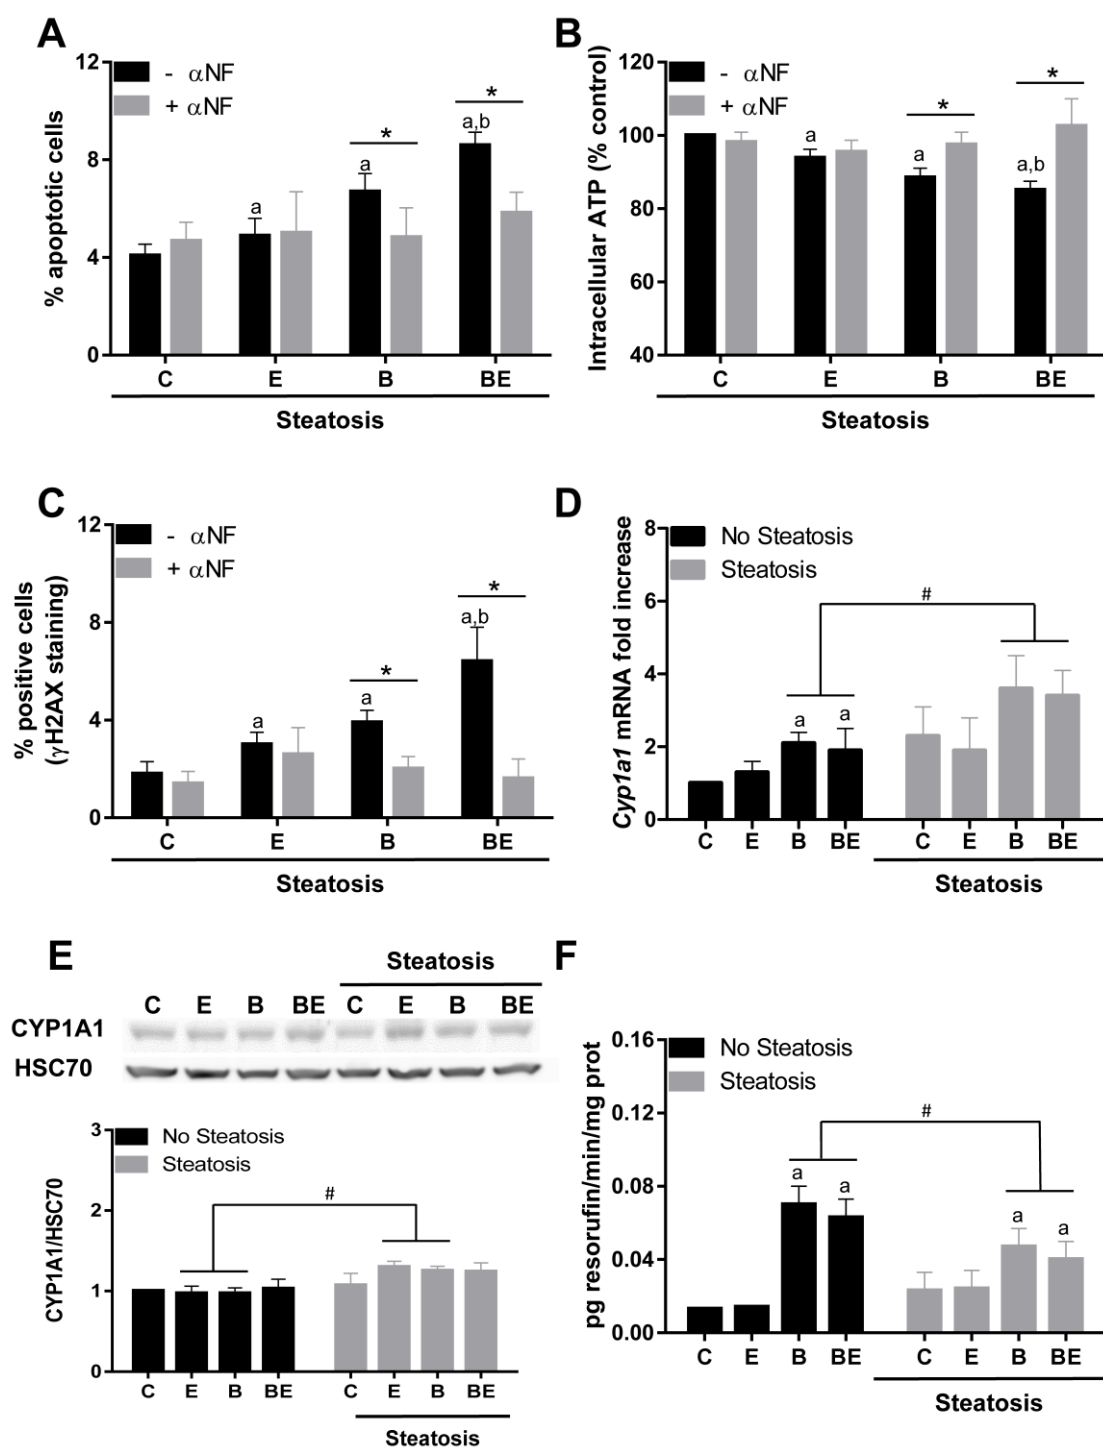 A
12
8
4
0
% apoptotic cells
- αNF
+ αNF
a
a
*
a,b
*
C E B BE
Steatosis
B
120
100
80
60
40
Intracellular ATP (% control)
- αNF
+ αNF
a
a
*
a,b
*
C E B BE
Steatosis
C
12
8
4
0
% positive cells
(γH2AX staining)
- αNF
+ αNF
a
a
*
a,b
*
C E B BE
Steatosis
D
8
6
4
2
0
Cyp1a1 mRNA fold increase
No Steatosis
Steatosis
#
a a
C E B BE C E B BE
Steatosis
E
Steatosis
C E B BE C E B BE
CYP1A1
HSC70
3
2
1
0
CYP1A1/HSC70
No Steatosis
Steatosis
#
C E B BE C E B BE
Steatosis
F
0.16
0.12
0.08
0.04
0.00
pg resorufin/min/mg prot
No Steatosis
Steatosis
#
a a a a
C E B BE C E B BE
Steatosis